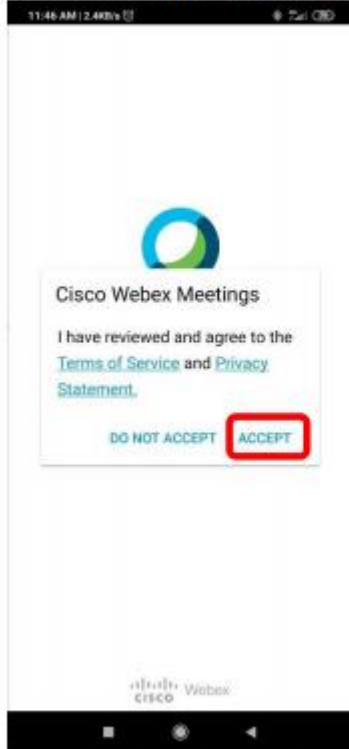 11:46 AM | 2.4KB/s
Cisco Webex Meetings
I have reviewed and agree to the
Terms of Service and Privacy
Statement.
DO NOT ACCEPT ACCEPT
CISCO Webex